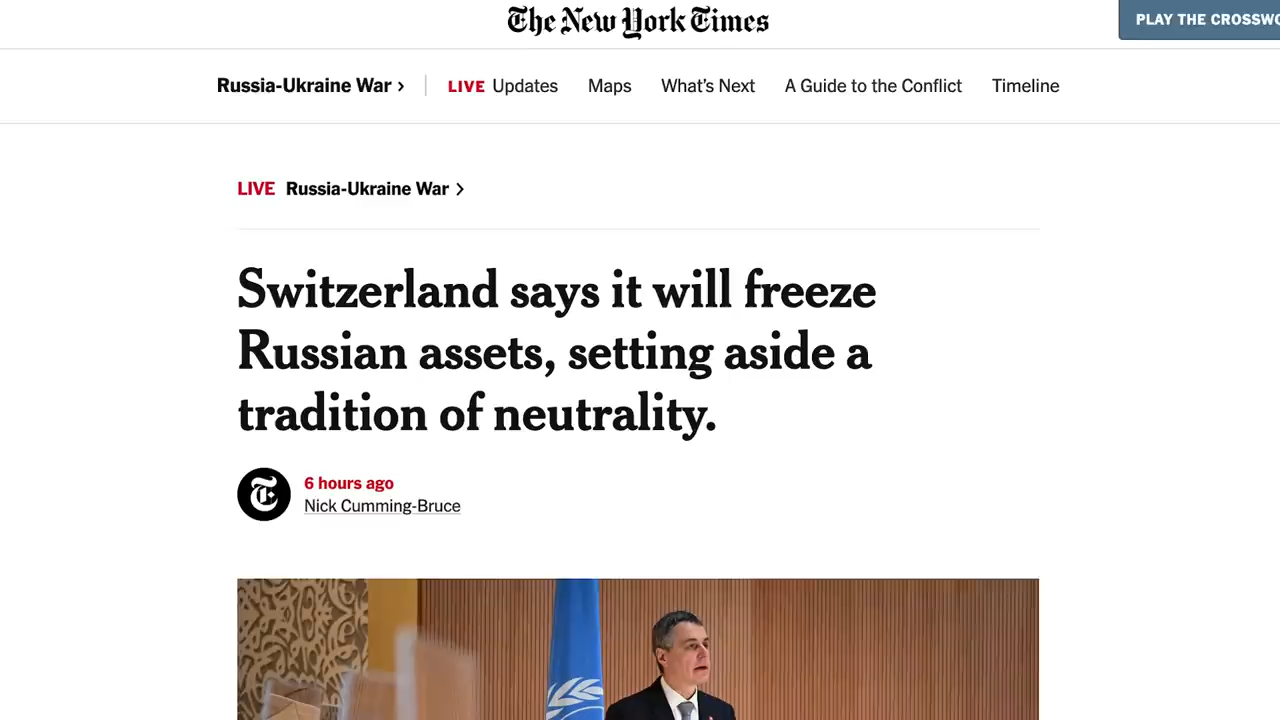 The New York Times
PLAY THE CROSSWO
Russia-Ukraine War › LIVE Updates Maps What's Next A Guide to the Conflict Timeline
LIVE Russia-Ukraine War ›
Switzerland says it will freeze
Russian assets, setting aside a
tradition of neutrality.
6 hours ago
Nick Cumming-Bruce